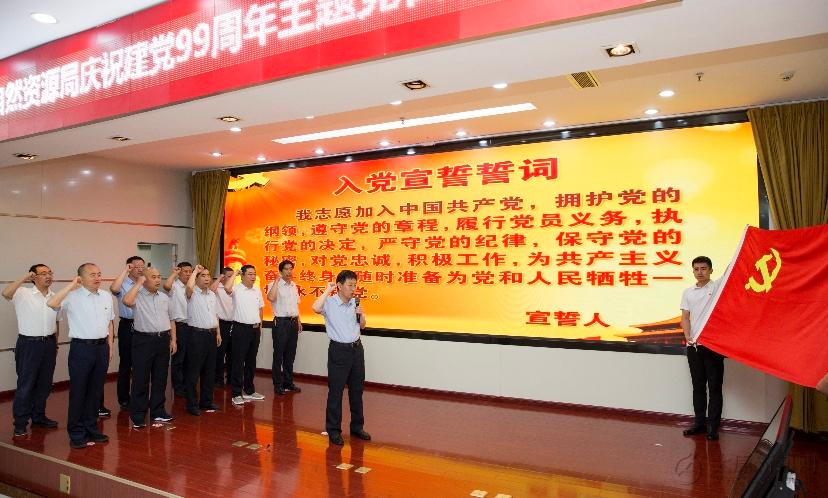 然资源局庆祝建党99周年主题党
入党宣誓誓词
我志愿加入中国共产党，拥护党的
纲领，遵守党的章程，履行党员义务，执
行党的决定，严守党的纪律，保守党的
秘密，对党忠诚，积极工作，为共产主义
奋 终身，随时准备为党和人民牺牲一
永不 党。
宣誓人